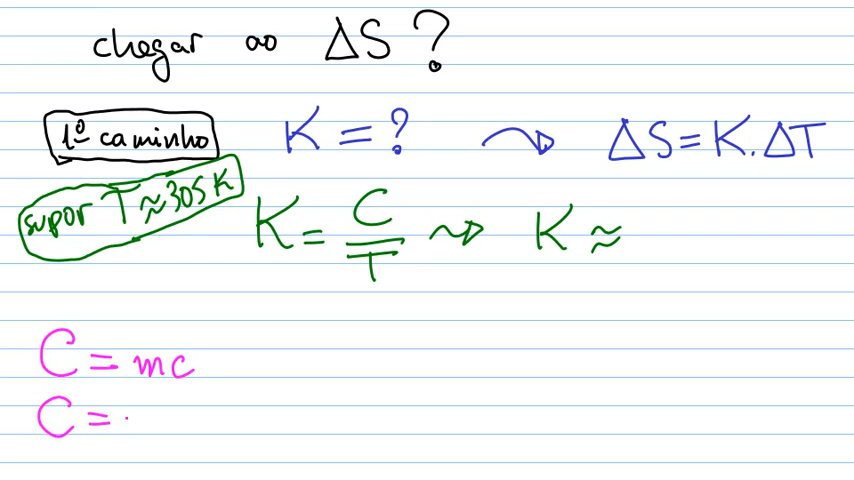 chegar ao ΔS?
1º caminho K = ? ⤳ ΔS = K.ΔT
supor T ≈ 305 K K = C/T ⤳ K ≈
C = mc
C = .